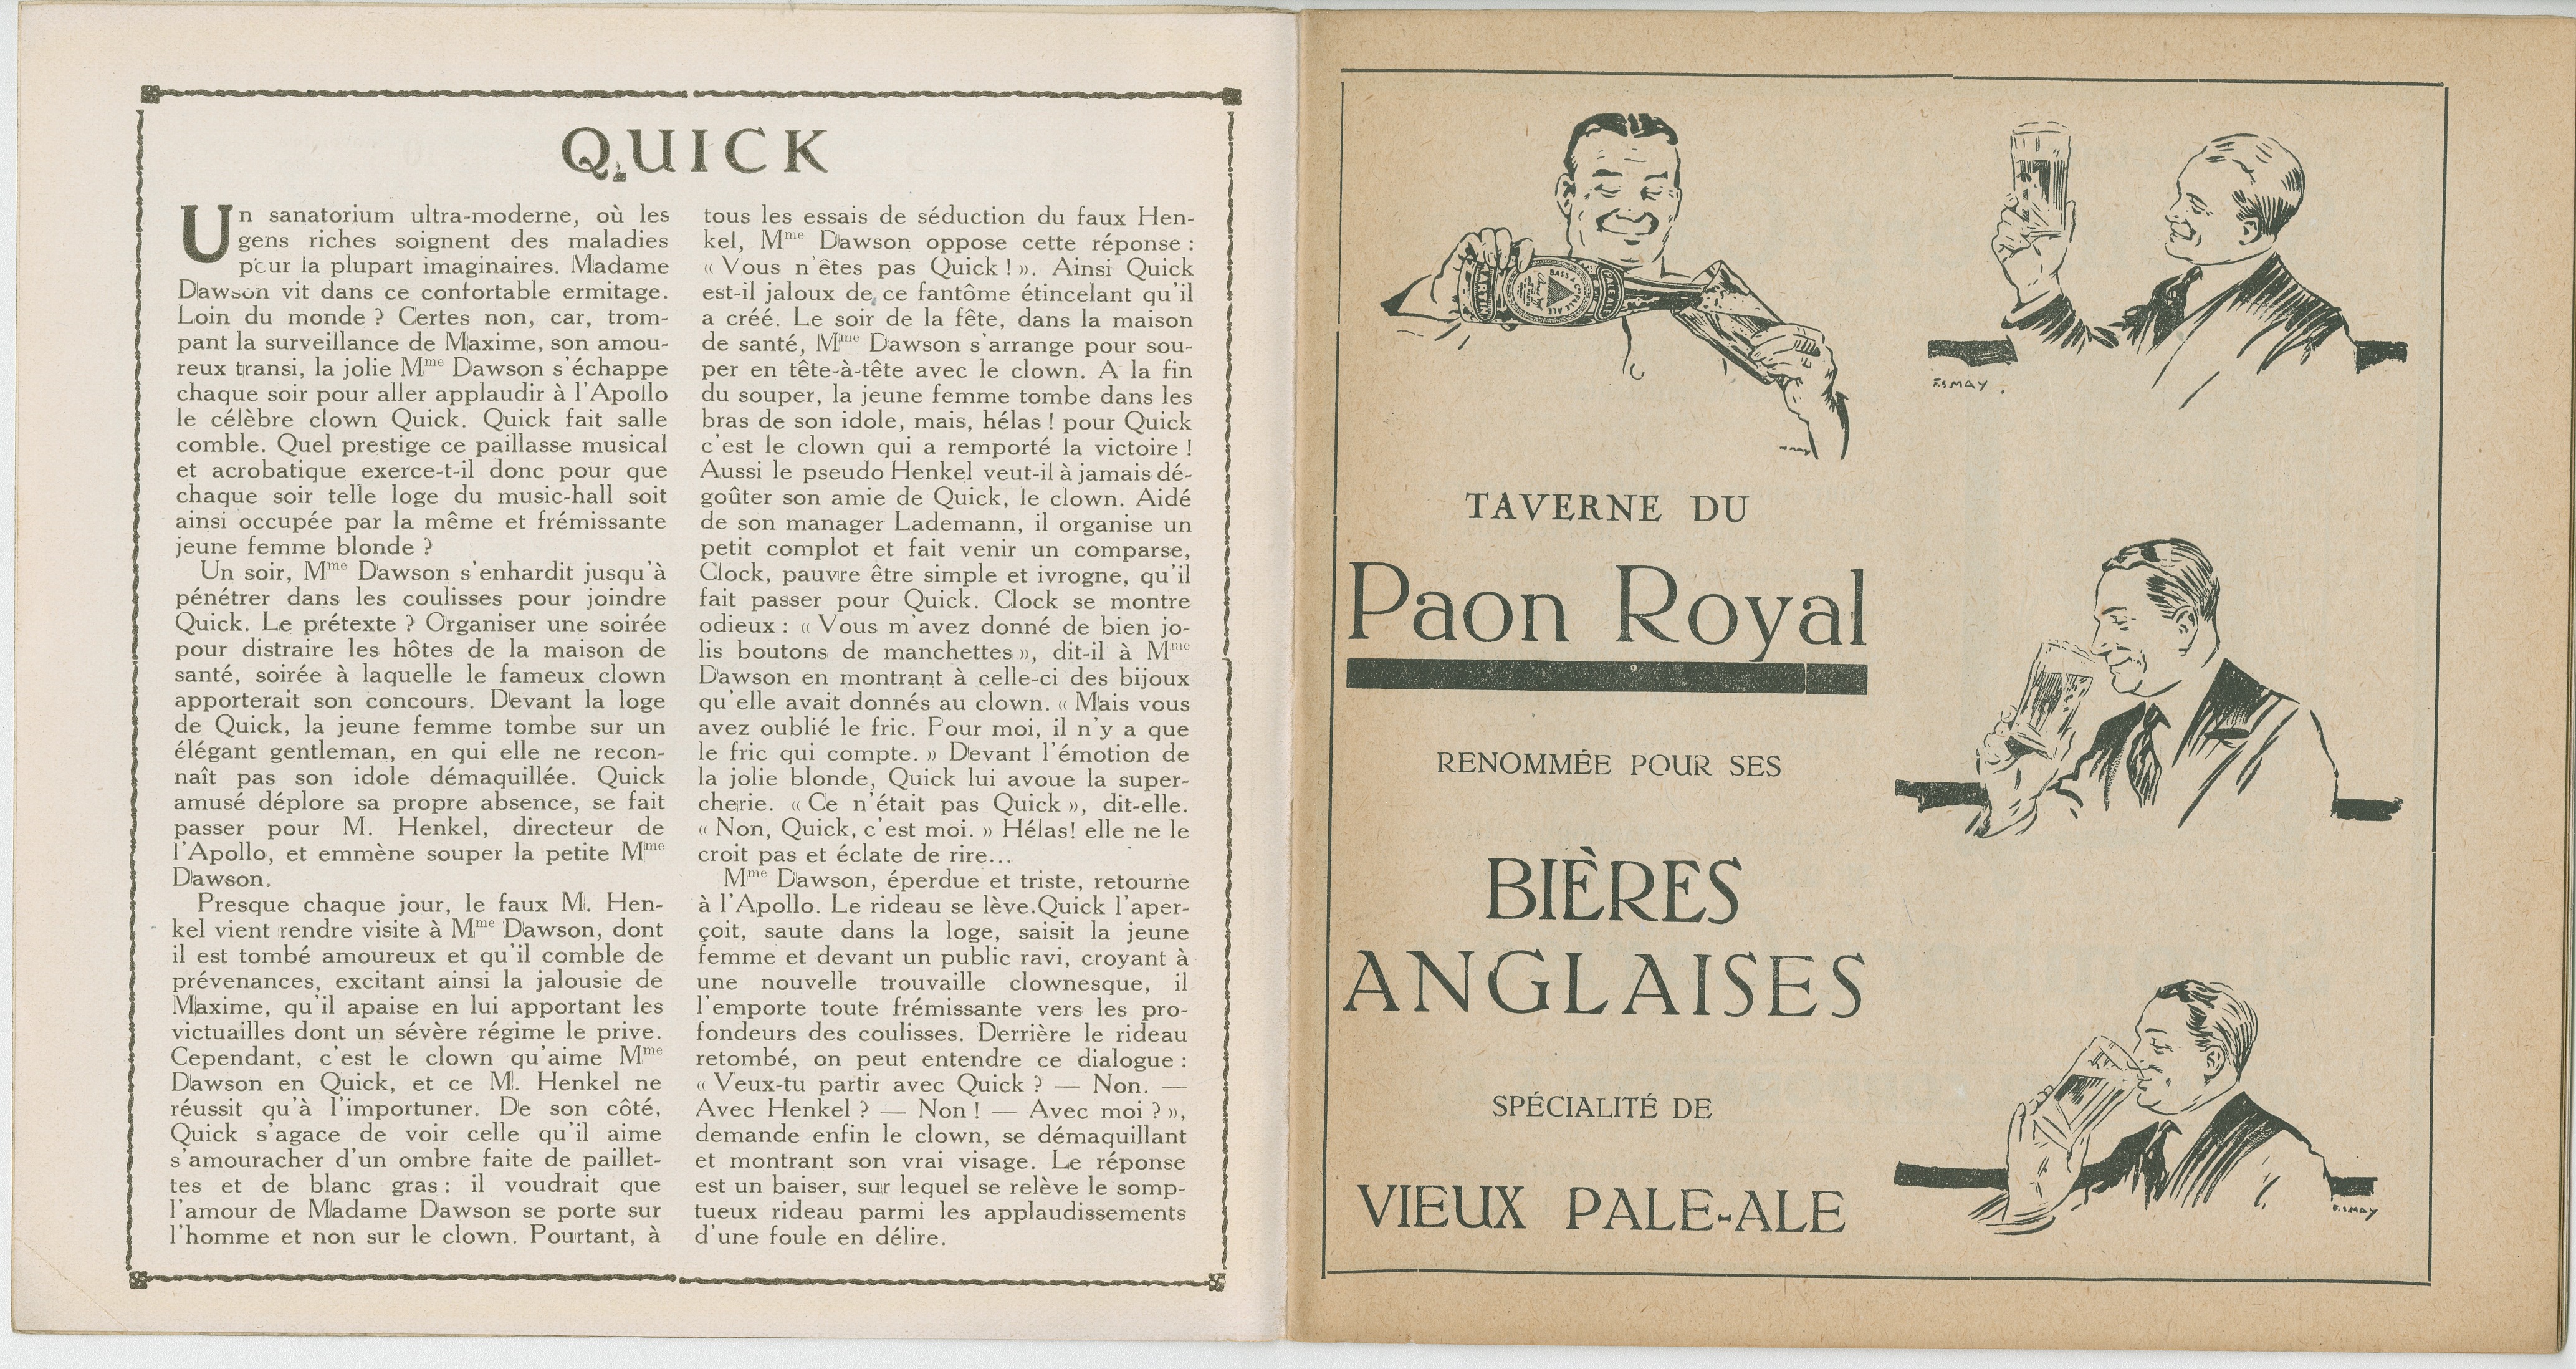 QUICK
Un sanatorium ultra-moderne, où les
gens riches soignent des maladies
pour la plupart imaginaires. Madame
Dawson vit dans ce confortable ermitage.
Loin du monde ? Certes non, car, trom-
pant la surveillance de Maxime, son amou-
reux transi, la jolie Mme Dawson s'échappe
chaque soir pour aller applaudir à l'Apollo
le célèbre clown Quick. Quick fait salle
comble. Quel prestige ce paillasse musical
et acrobatique exerce-t-il donc pour que
chaque soir telle loge du music-hall soit
ainsi occupée par la même et frémissante
jeune femme blonde ?
Un soir, Mme Dawson s'enhardit jusqu'à
pénétrer dans les coulisses pour joindre
Quick. Le prétexte ? Organiser une soirée
pour distraire les hôtes de la maison de
santé, soirée à laquelle le fameux clown
apporterait son concours. Devant la loge
de Quick, la jeune femme tombe sur un
élégant gentleman, en qui elle ne recon-
naît pas son idole démaquillée. Quick
amusé déplore sa propre absence, se fait
passer pour M. Henkel, directeur de
l'Apollo, et emmène souper la petite Mme
Dawson.
Presque chaque jour, le faux M. Hen-
kel vient rendre visite à Mme Dawson, dont
il est tombé amoureux et qu'il comble de
prévenances, excitant ainsi la jalousie de
Maxime, qu'il apaise en lui apportant les
victuailles dont un sévère régime le prive.
Cependant, c'est le clown qu'aime Mme
Dawson en Quick, et ce M. Henkel ne
réussit qu'à l'importuner. De son côté,
Quick s'agace de voir celle qu'il aime
s'amouracher d'un ombre faite de paillet-
tes et de blanc gras : il voudrait que
l'amour de Madame Dawson se porte sur
l'homme et non sur le clown. Pourtant, à
tous les essais de séduction du faux Hen-
kel, Mme Dawson oppose cette réponse :
« Vous n'êtes pas Quick ! ». Ainsi Quick
est-il jaloux de ce fantôme étincelant qu'il
a créé. Le soir de la fête, dans la maison
de santé, Mme Dawson s'arrange pour sou-
per en tête-à-tête avec le clown. A la fin
du souper, la jeune femme tombe dans les
bras de son idole, mais, hélas ! pour Quick
c'est le clown qui a remporté la victoire !
Aussi le pseudo Henkel veut-il à jamais dé-
goûter son amie de Quick, le clown. Aidé
de son manager Lademann, il organise un
petit complot et fait venir un comparse,
Clock, pauvre être simple et ivrogne, qu'il
fait passer pour Quick. Clock se montre
odieux : « Vous m'avez donné de bien jo-
lis boutons de manchettes », dit-il à Mme
Dawson en montrant à celle-ci des bijoux
qu'elle avait donnés au clown. « Mais vous
avez oublié le fric. Pour moi, il n'y a que
le fric qui compte. » Devant l'émotion de
la jolie blonde, Quick lui avoue la super-
cherie. « Ce n'était pas Quick », dit-elle.
« Non, Quick, c'est moi. » Hélas! elle ne le
croit pas et éclate de rire...
Mme Dawson, éperdue et triste, retourne
à l'Apollo. Le rideau se lève.Quick l'aper-
çoit, saute dans la loge, saisit la jeune
femme et devant un public ravi, croyant à
une nouvelle trouvaille clownesque, il
l'emporte toute frémissante vers les pro-
fondeurs des coulisses. Derrière le rideau
retombé, on peut entendre ce dialogue :
« Veux-tu partir avec Quick ? — Non. —
Avec Henkel ? — Non ! — Avec moi ? »,
demande enfin le clown, se démaquillant
et montrant son vrai visage. Le réponse
est un baiser, sur lequel se relève le somp-
tueux rideau parmi les applaudissements
d'une foule en délire.
MARTIN
BASS & Co
PALE ALE
F.S.MAY
TAVERNE DU
Paon Royal
RENOMMÉE POUR SES
BIÈRES
ANGLAISES
SPÉCIALITÉ DE
VIEUX PALE-ALE
F.S.MAY